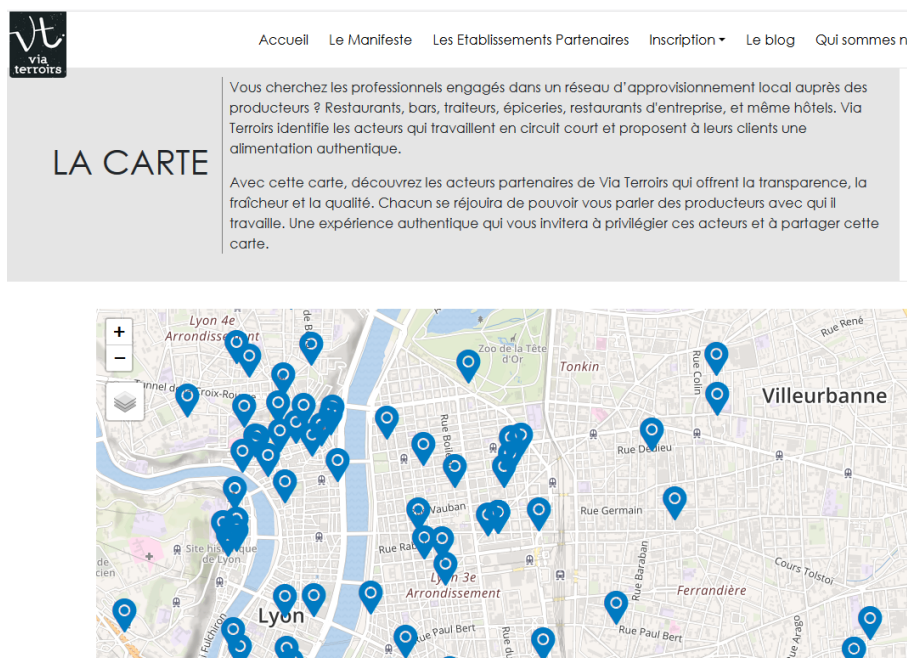 Vt
via
terroirs
Accueil Le Manifeste Les Etablissements Partenaires Inscription Le blog Qui sommes n
LA CARTE
Vous cherchez les professionnels engagés dans un réseau d'approvisionnement local auprès des
producteurs ? Restaurants, bars, traiteurs, épiceries, restaurants d'entreprise, et même hôtels. Via
Terroirs identifie les acteurs qui travaillent en circuit court et proposent à leurs clients une
alimentation authentique.
Avec cette carte, découvrez les acteurs partenaires de Via Terroirs qui offrent la transparence, la
fraîcheur et la qualité. Chacun se réjouira de pouvoir vous parler des producteurs avec qui il
travaille. Une expérience authentique qui vous invitera à privilégier ces acteurs et à partager cette
carte.
+
−
Lyon 4e
Arrondissement
Rue René
Zoo de la Tête
d'Or
Tonkin
Rue Colin
Villeurbanne
Rue Dedieu
Vauban
Rue Germain
Site historique
de Lyon
Lyon 3e
Arrondissement
Rue Baraban
Cours Tolstoï
Ferrandière
Lyon
Rue Paul Bert
Rue Paul Bert
Rue Arago